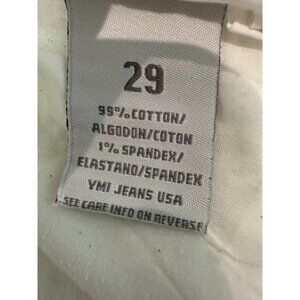 29
99% COTTON/
ALGODON/COTON
1% SPANDEX/
ELASTANO/SPANDEX
YMI JEANS USA
SEE CARE INFO ON REVERSE